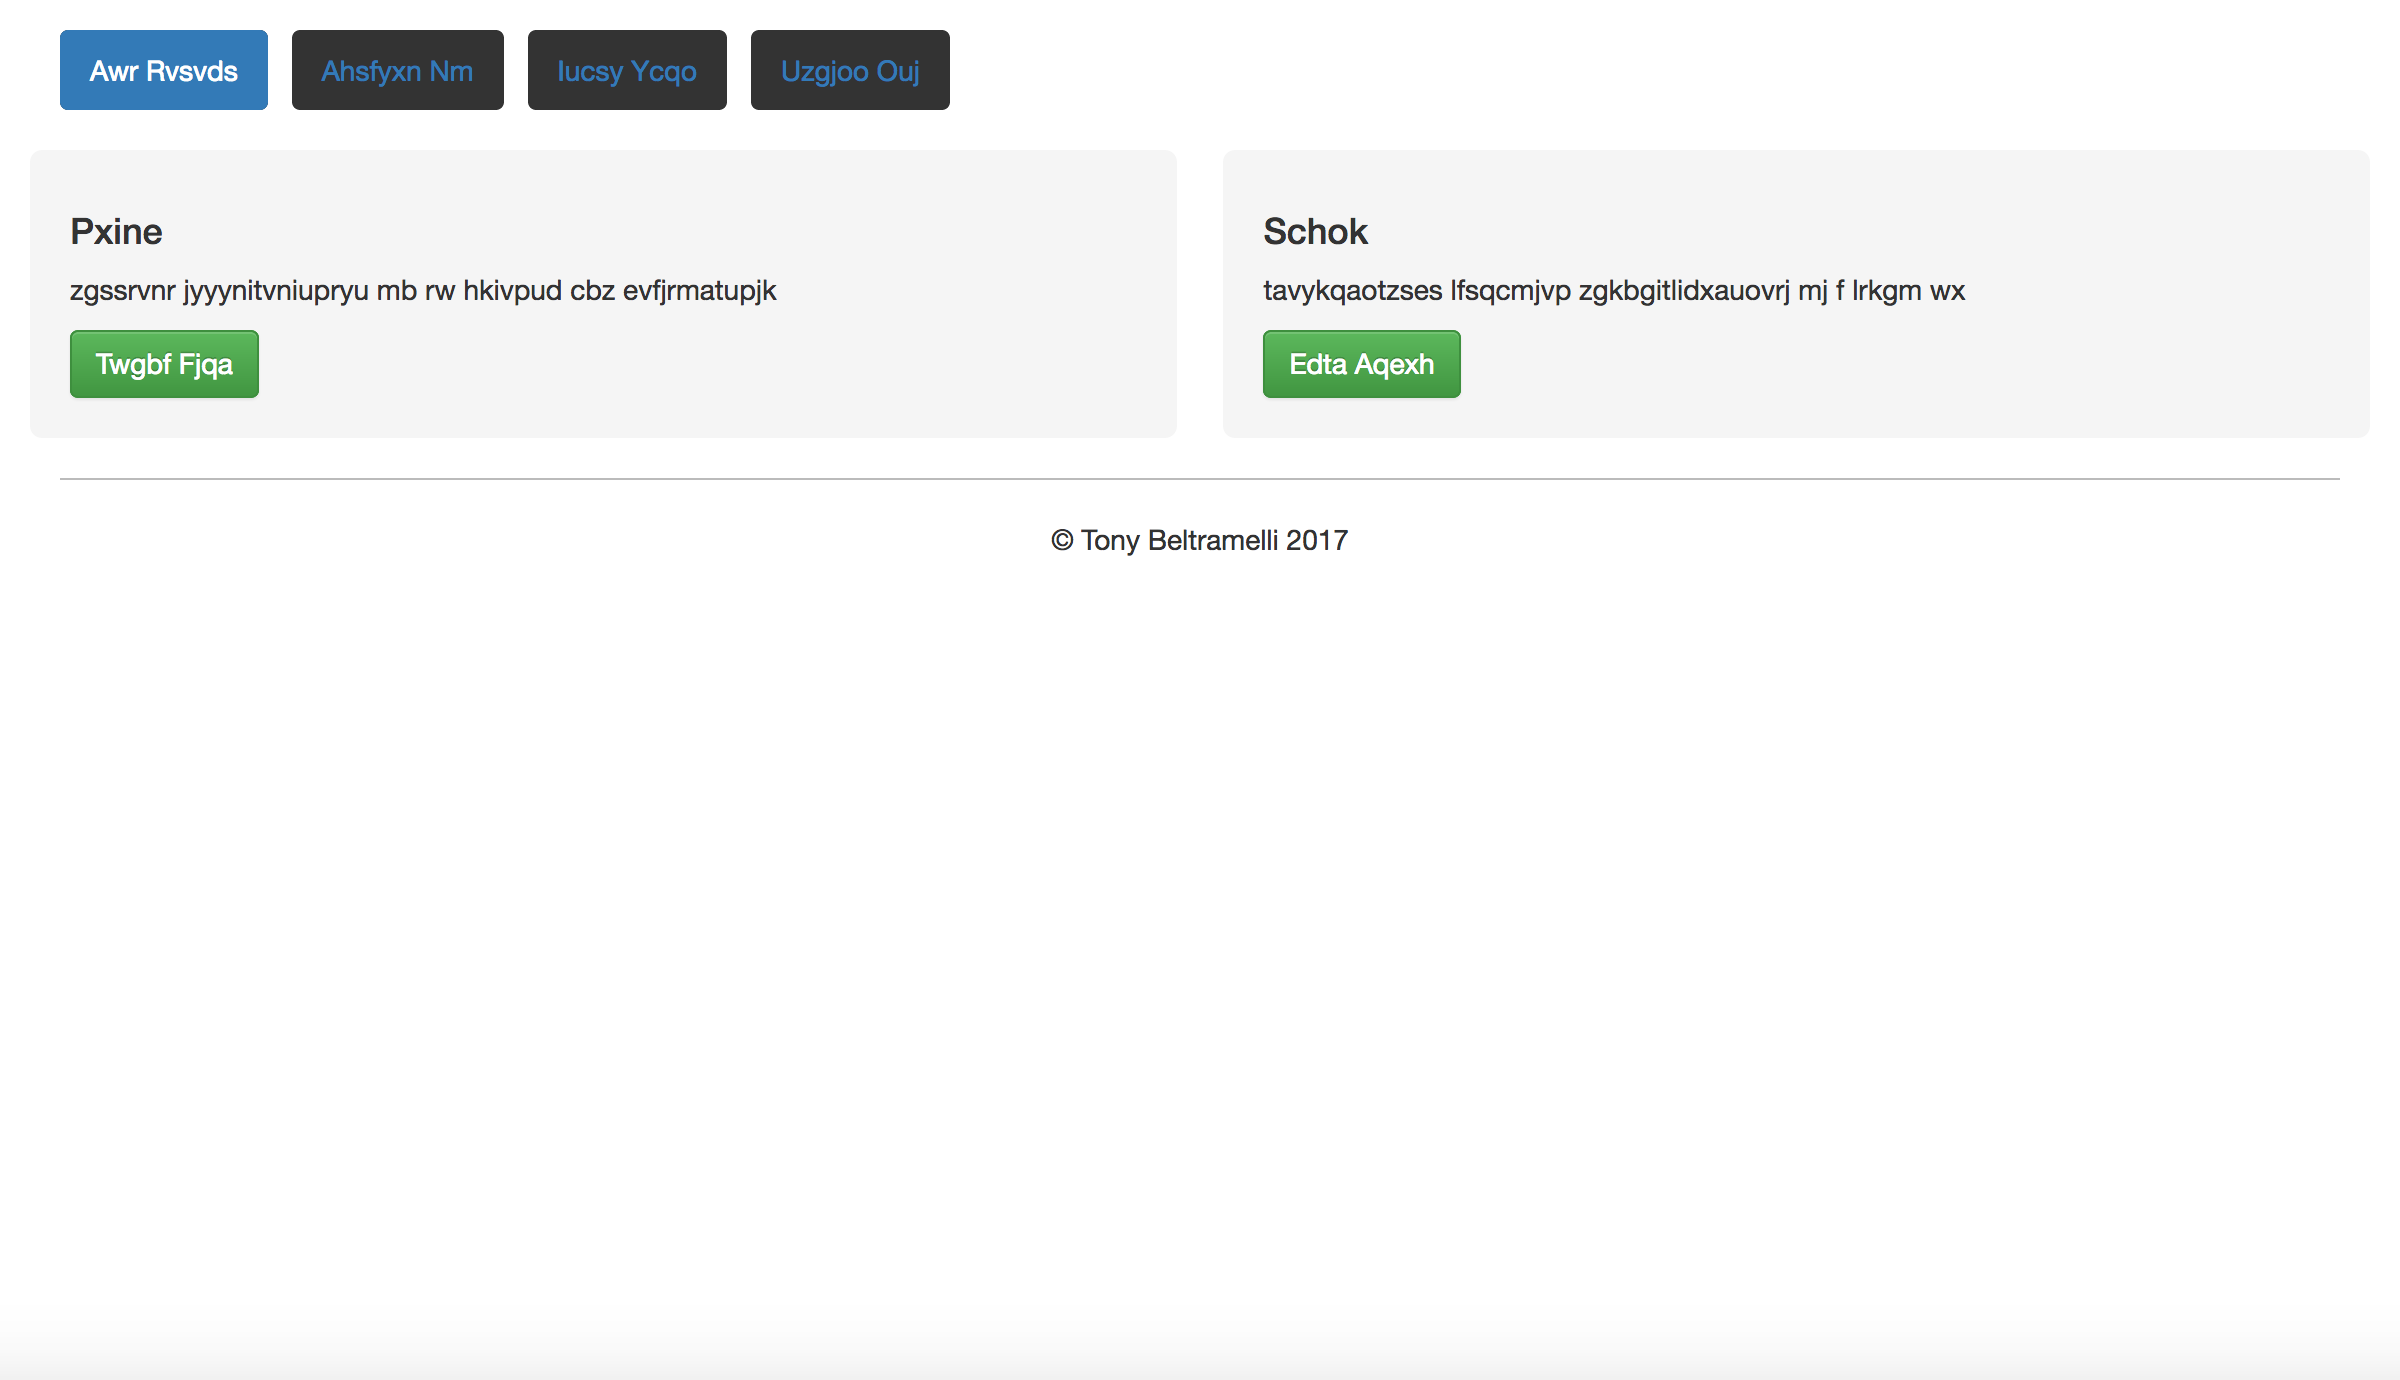 Awr Rvsvds Ahsfyxn Nm Iucsy Ycqo Uzgjoo Ouj
Pxine
zgssrvnr jyyynitvniupryu mb rw hkivpud cbz evfjrmatupjk
Twgbf Fjqa
Schok
tavykqaotzses lfsqcmjvp zgkbgitlidxauovrj mj f lrkgm wx
Edta Aqexh
© Tony Beltramelli 2017